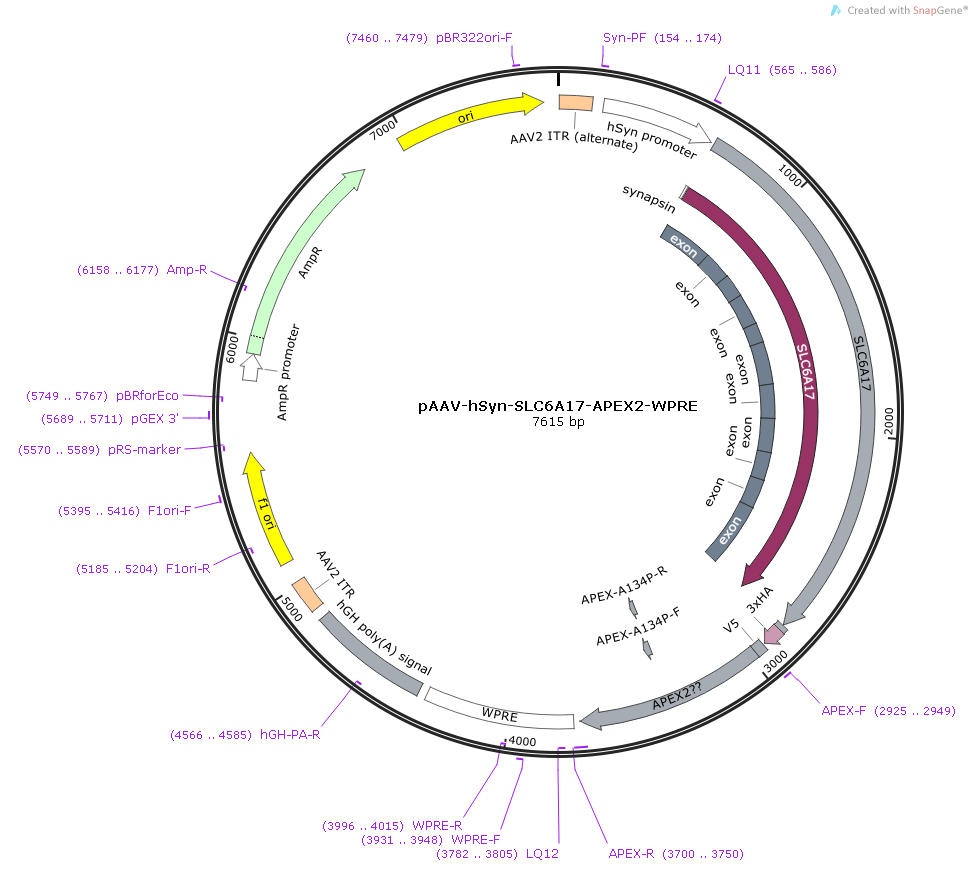 Created with SnapGene®
(7460 .. 7479) pBR322ori-F
Syn-PF (154 .. 174)
LQ11 (565 .. 586)
7000
ori
AAV2 ITR (alternate)
hSyn promoter
1000
synapsin
exon
exon
exon
exon
exon
exon
exon
exon
exon
SLC6A17
SLC6A17
2000
AmpR
(6158 .. 6177) Amp-R
6000
AmpR promoter
(5749 .. 5767) pBRforEco
(5689 .. 5711) pGEX 3'
(5570 .. 5589) pRS-marker
pAAV-hSyn-SLC6A17-APEX2-WPRE
7615 bp
(5395 .. 5416) F1ori-F
f1 ori
(5185 .. 5204) F1ori-R
AAV2 ITR
5000
hGH poly(A) signal
APEX-A134P-R
APEX-A134P-F
3xHA
V5
3000
APEX2??
WPRE
4000
APEX-F (2925 .. 2949)
(4566 .. 4585) hGH-PA-R
(3996 .. 4015) WPRE-R
(3931 .. 3948) WPRE-F
(3782 .. 3805) LQ12
APEX-R (3700 .. 3750)